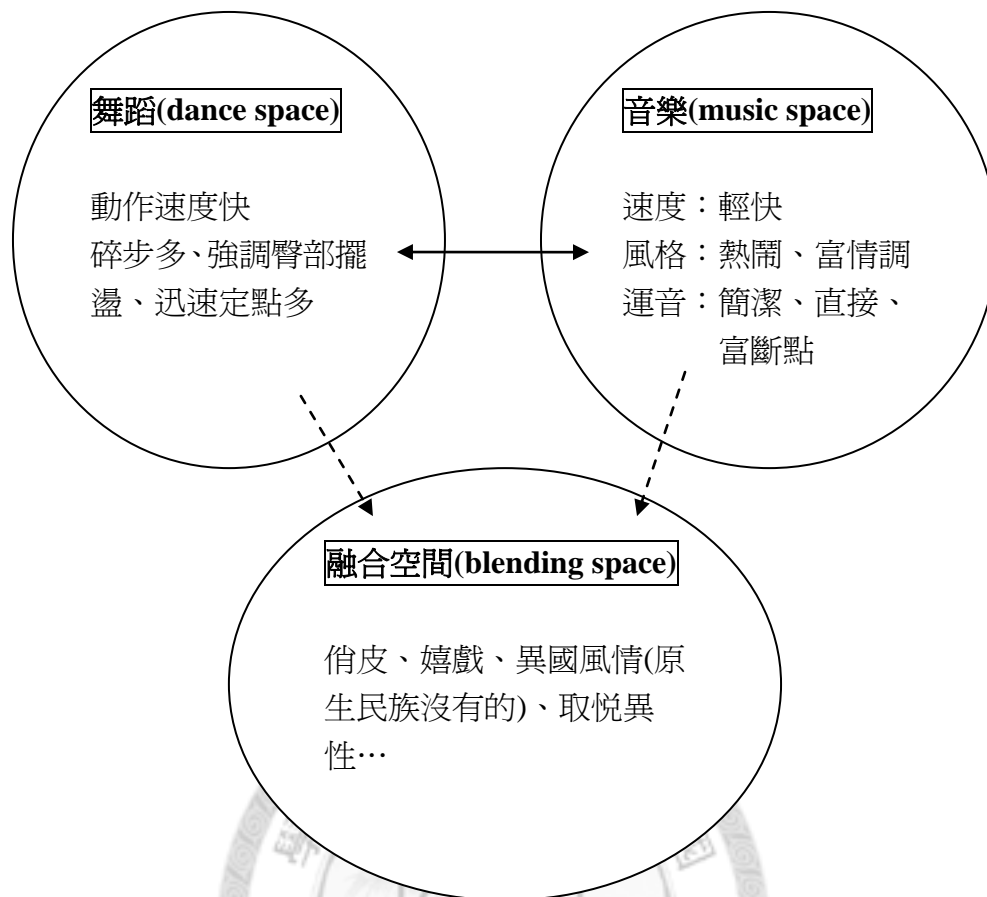 舞蹈(dance space)
動作速度快
碎步多、強調臀部擺
盪、迅速定點多
音樂(music space)
速度：輕快
風格：熱鬧、富情調
運音：簡潔、直接、
富斷點
融合空間(blending space)
俏皮、嬉戲、異國風情(原
生民族沒有的)、取悅異
性…